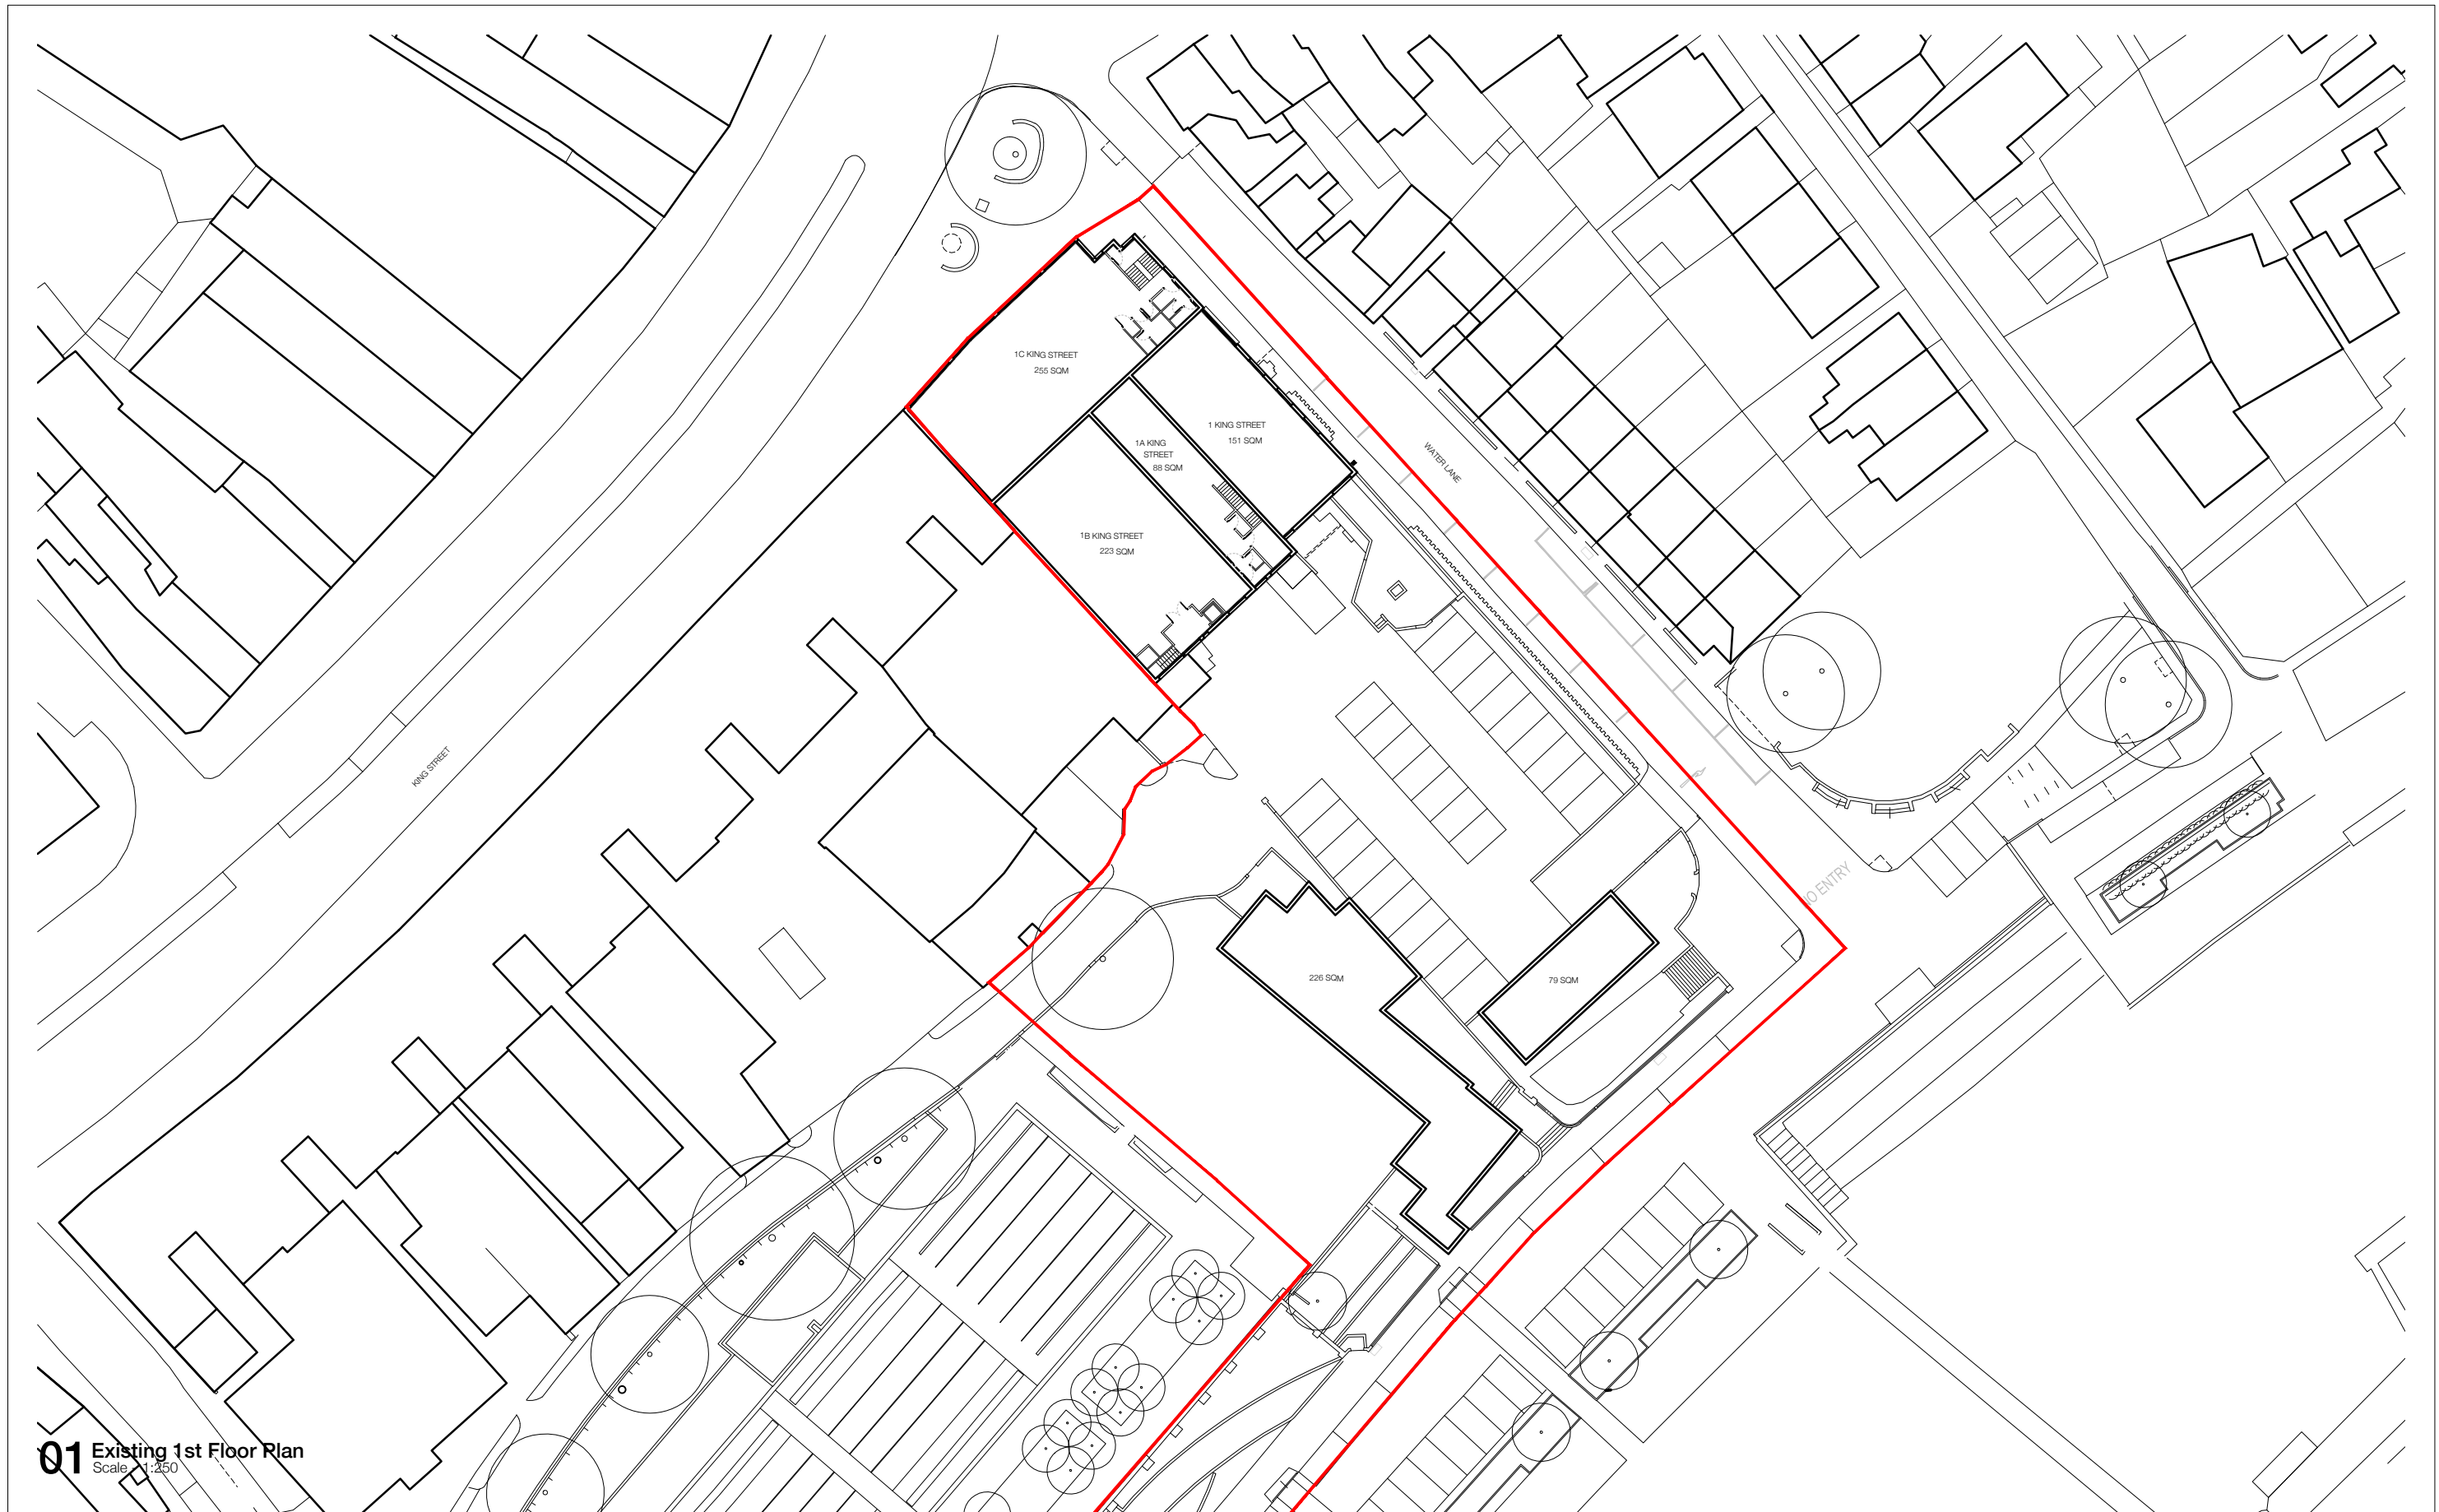 1C KING STREET
255 SQM
1 KING STREET
151 SQM
1A KING
STREET
88 SQM
WATER LANE
1B KING STREET
223 SQM
KING STREET
NO ENTRY
226 SQM
79 SQM
01 Existing 1st Floor Plan
Scale - 1:250